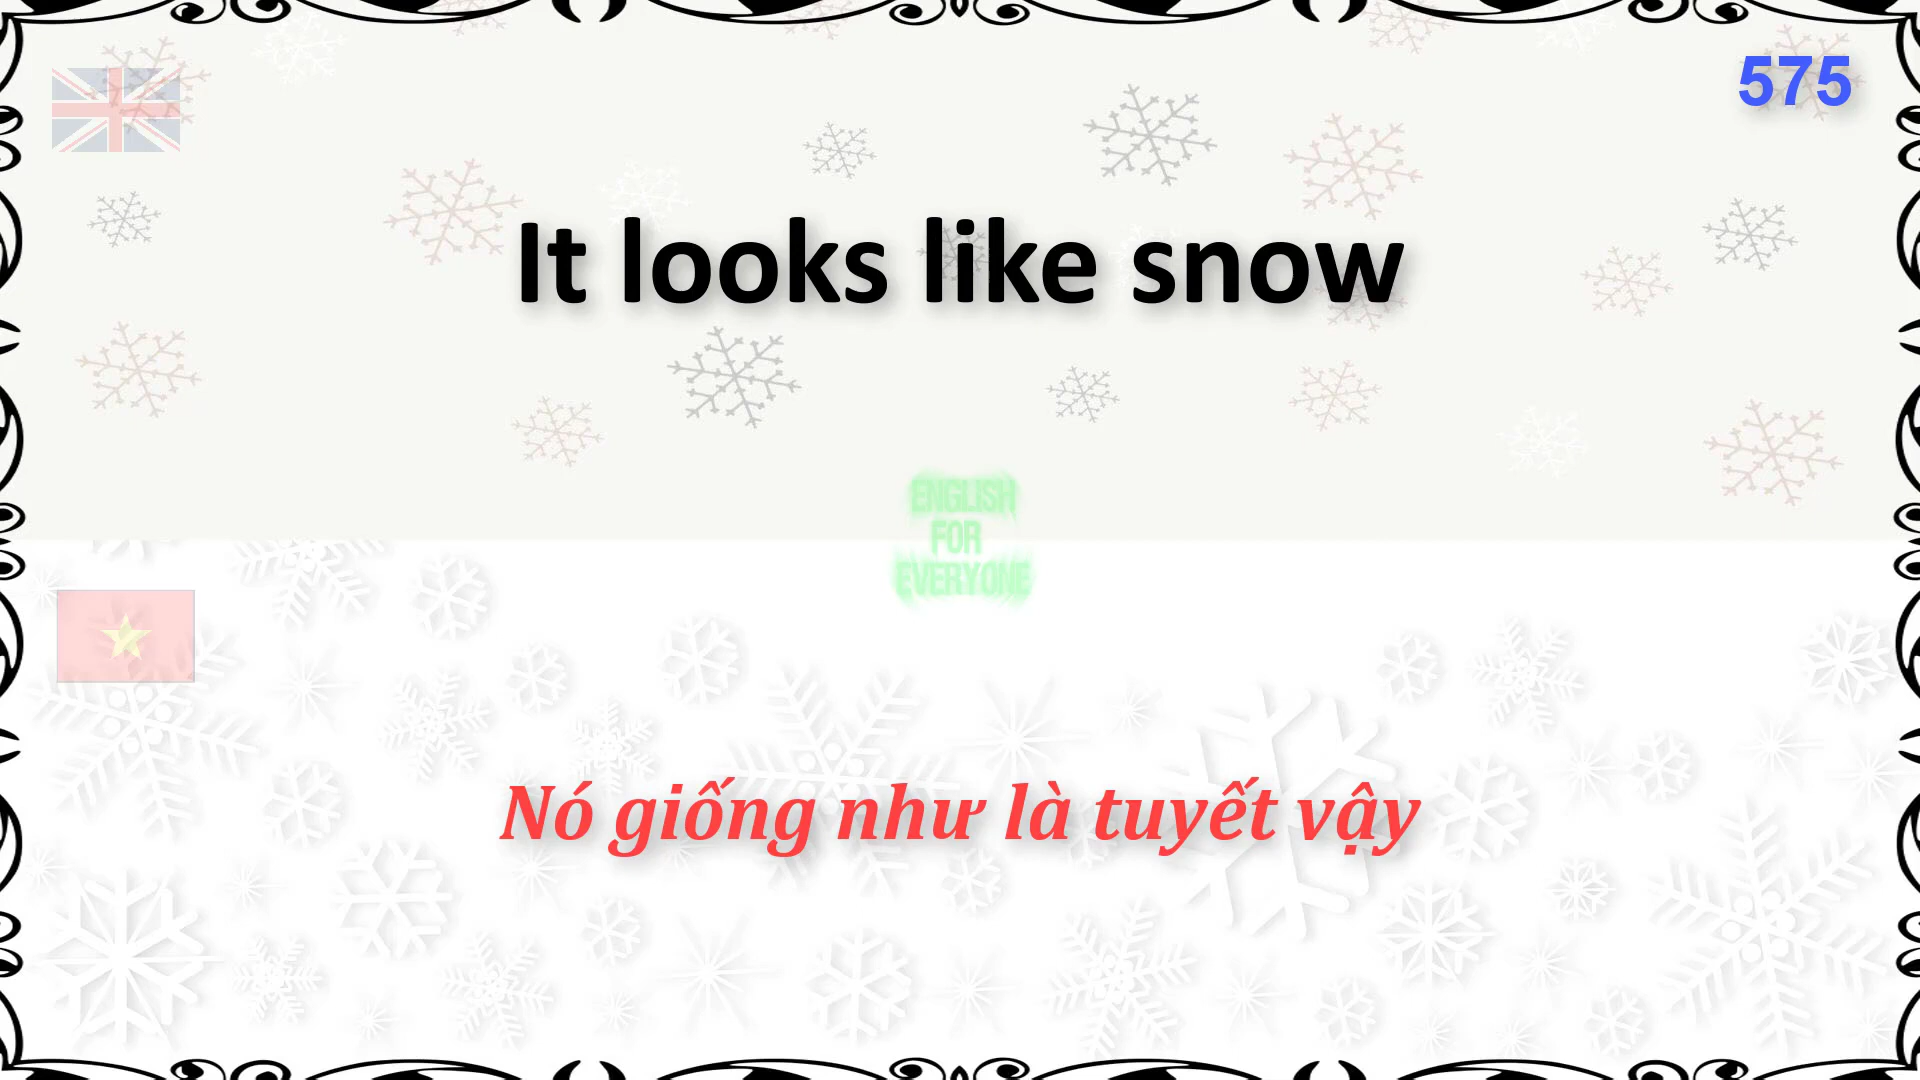 575
It looks like snow
ENGLISH
FOR
EVERYONE
Nó giống như là tuyết vậy